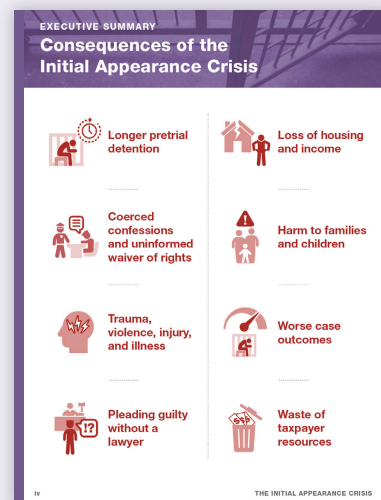 EXECUTIVE SUMMARY
Consequences of the
Initial Appearance Crisis
Longer pretrial
detention
Coerced
confessions
and uninformed
waiver of rights
Trauma,
violence, injury,
and illness
!?
Pleading guilty
without a
lawyer
Loss of housing
and income
!
Harm to families
and children
Worse case
outcomes
$$$
Waste of
taxpayer
resources
iv
THE INITIAL APPEARANCE CRISIS